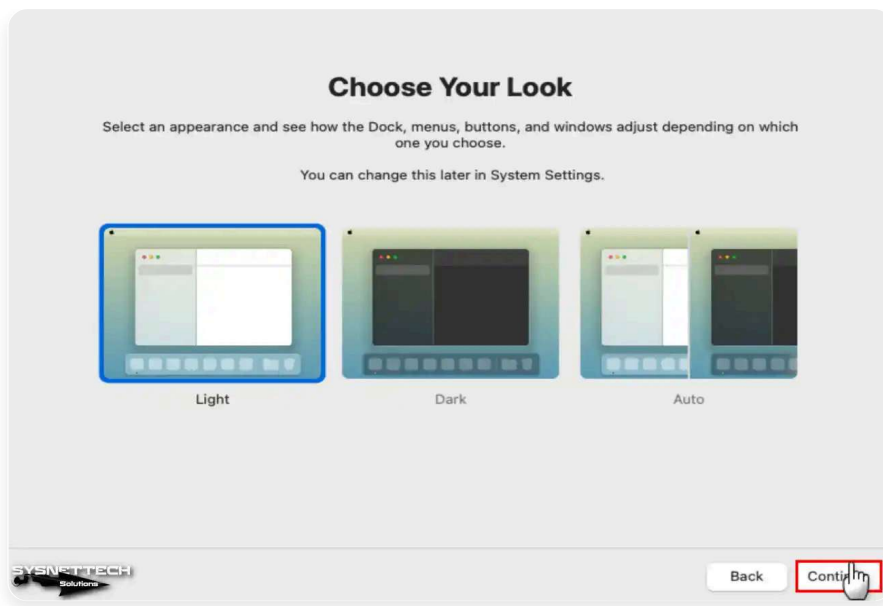 Choose Your Look
Select an appearance and see how the Dock, menus, buttons, and windows adjust depending on which
one you choose.
You can change this later in System Settings.
Light
Dark
Auto
SYSNETTECH
Solutions
Back